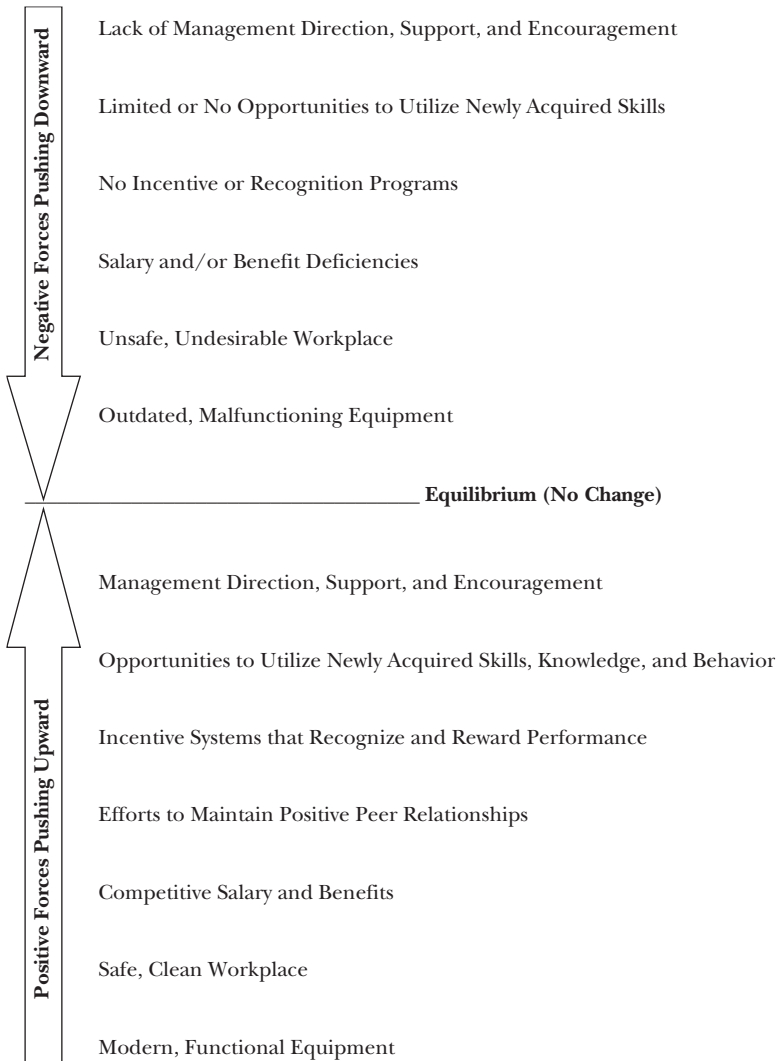 Negative Forces Pushing Downward
Lack of Management Direction, Support, and Encouragement
Limited or No Opportunities to Utilize Newly Acquired Skills
No Incentive or Recognition Programs
Salary and/or Benefit Deficiencies
Unsafe, Undesirable Workplace
Outdated, Malfunctioning Equipment
Equilibrium (No Change)
Positive Forces Pushing Upward
Management Direction, Support, and Encouragement
Opportunities to Utilize Newly Acquired Skills, Knowledge, and Behavior
Incentive Systems that Recognize and Reward Performance
Efforts to Maintain Positive Peer Relationships
Competitive Salary and Benefits
Safe, Clean Workplace
Modern, Functional Equipment